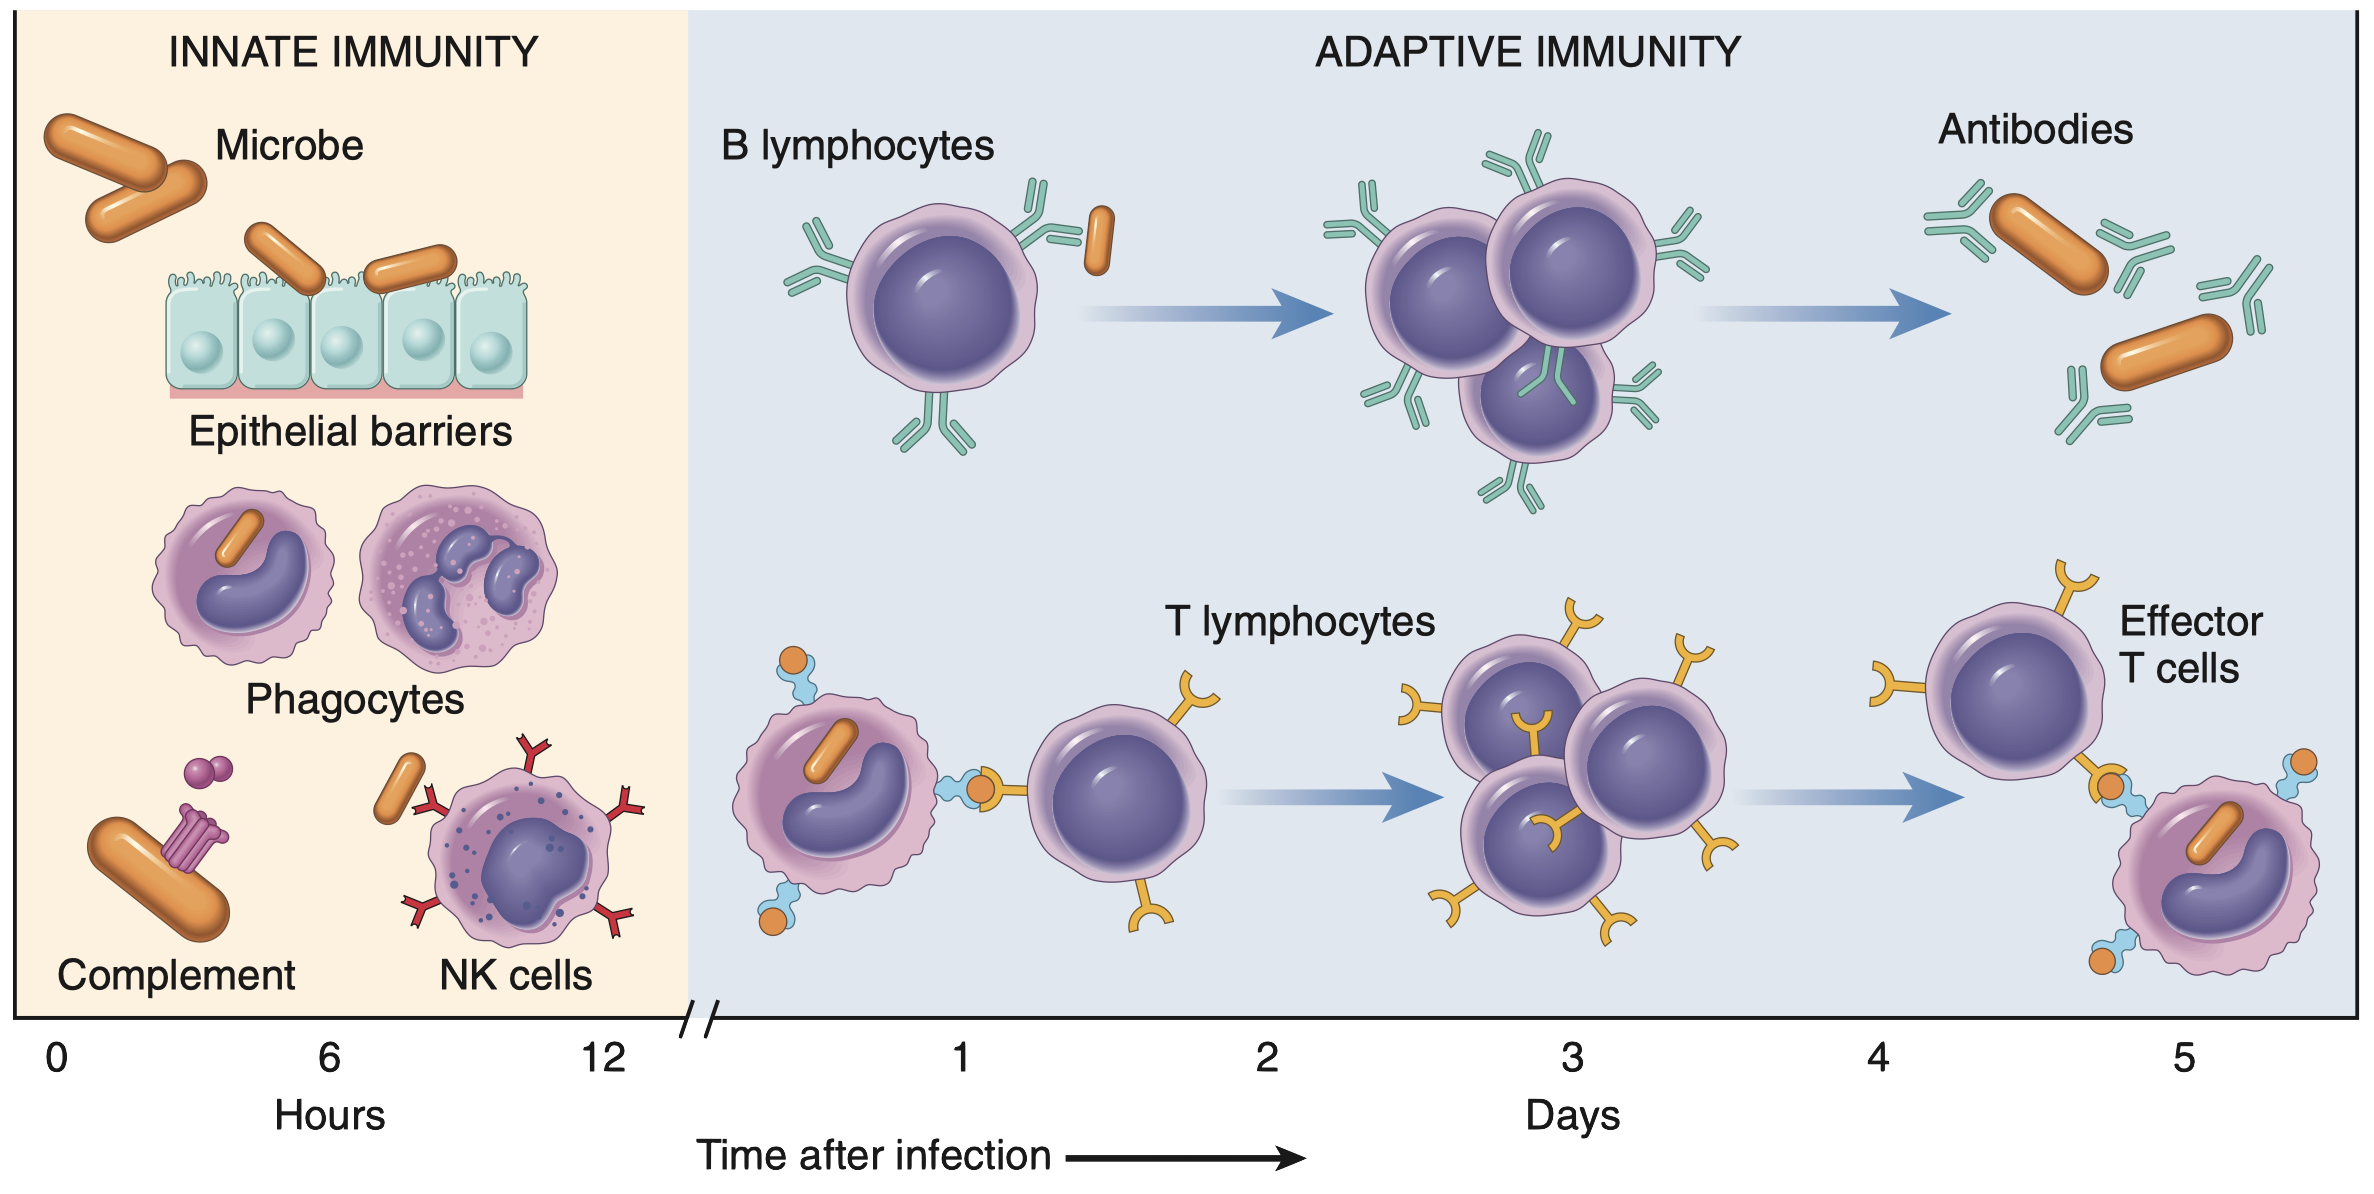 INNATE IMMUNITY
Microbe
Epithelial barriers
Phagocytes
Complement
NK cells
ADAPTIVE IMMUNITY
B lymphocytes
Antibodies
T lymphocytes
Effector
T cells
0 6 12
Hours
1 2 3 4 5
Days
Time after infection